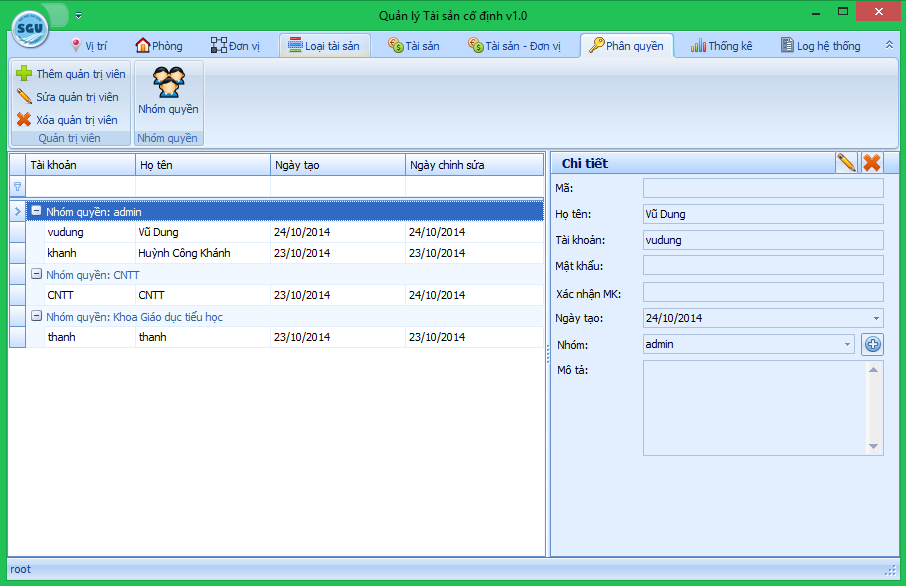 Quản lý Tài sản cố định v1.0
SGU
Vị trí Phòng Đơn vị Loại tài sản Tài sản Tài sản - Đơn vị Phân quyền Thống kê Log hệ thống
Thêm quản trị viên
Sửa quản trị viên
Xóa quản trị viên
Quản trị viên
Nhóm quyền
Nhóm quyền
Tài khoản Họ tên Ngày tạo Ngày chỉnh sửa
Nhóm quyền: admin
vudung Vũ Dung 24/10/2014 24/10/2014
khanh Huỳnh Công Khánh 23/10/2014 23/10/2014
Nhóm quyền: CNTT
CNTT CNTT 23/10/2014 24/10/2014
Nhóm quyền: Khoa Giáo dục tiểu học
thanh thanh 23/10/2014 23/10/2014
Chi tiết
Mã:
Họ tên: Vũ Dung
Tài khoản: vudung
Mật khẩu:
Xác nhận MK:
Ngày tạo: 24/10/2014
Nhóm: admin
Mô tả:
root